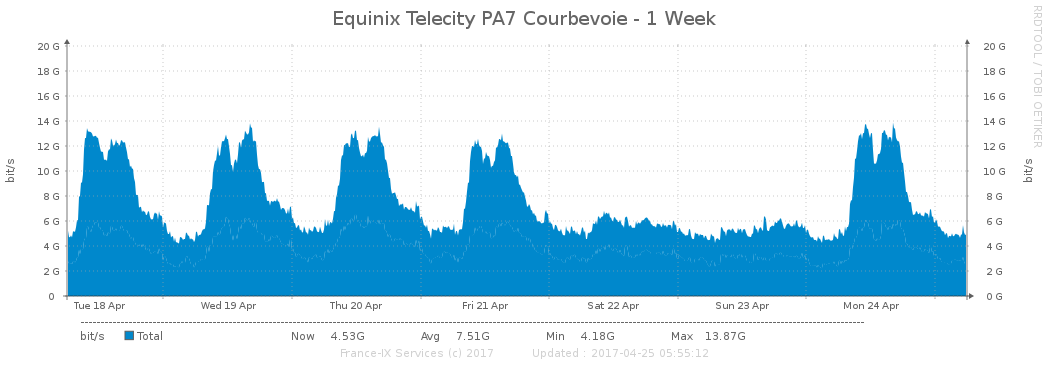 Equinix Telecity PA7 Courbevoie - 1 Week
RRDTOOL / TOBI OETIKER
20 G 20 G
18 G 18 G
16 G 16 G
14 G 14 G
12 G 12 G
10 G 10 G
8 G 8 G
6 G 6 G
4 G 4 G
2 G 2 G
0 0 G
bit/s
bit/s
Tue 18 Apr Wed 19 Apr Thu 20 Apr Fri 21 Apr Sat 22 Apr Sun 23 Apr Mon 24 Apr
bit/s Total Now 4.53G Avg 7.51G Min 4.18G Max 13.87G
France-IX Services (c) 2017 Updated : 2017-04-25 05:55:12